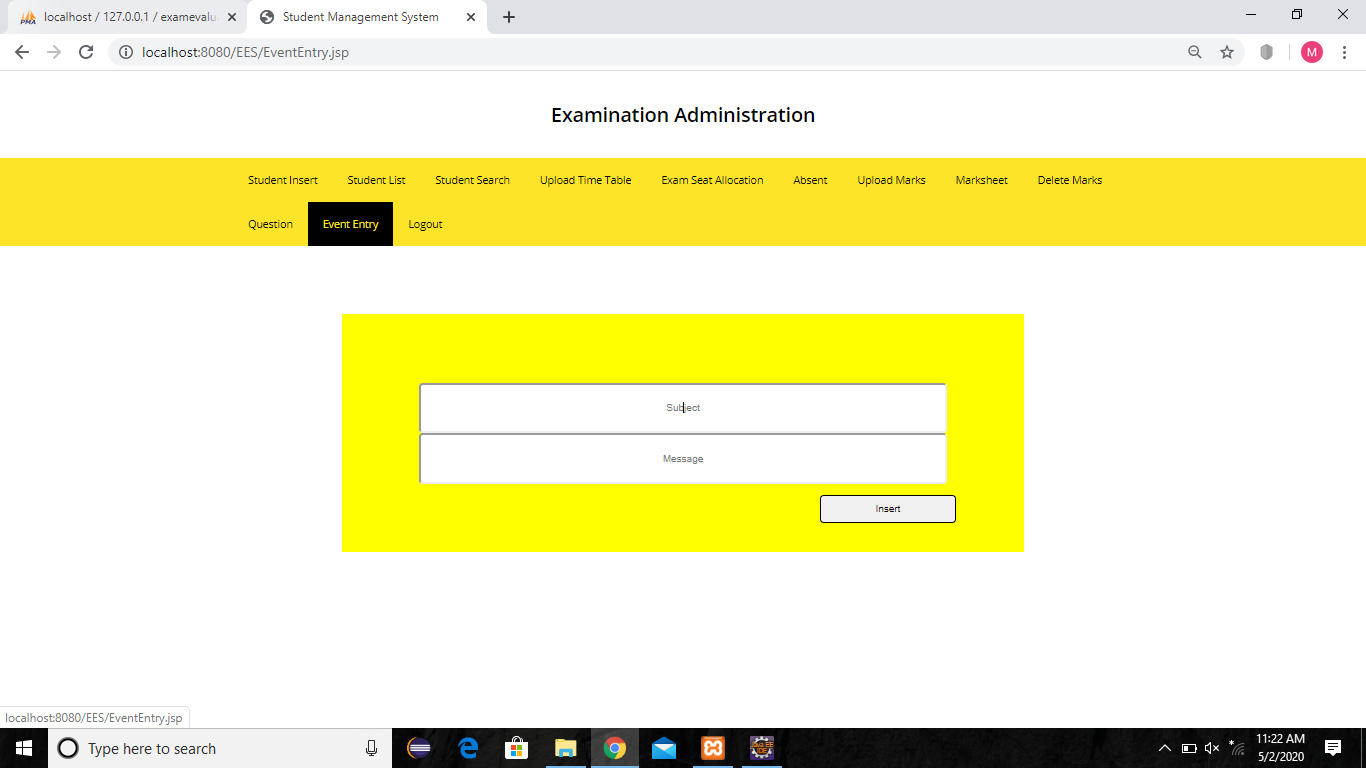 localhost / 127.0.0.1 / examevalu
Student Management System
localhost:8080/EES/EventEntry.jsp
M
Examination Administration
Student Insert Student List Student Search Upload Time Table Exam Seat Allocation Absent Upload Marks Marksheet Delete Marks
Question Event Entry Logout
Subject
Message
Insert
localhost:8080/EES/EventEntry.jsp
Type here to search
11:22 AM
5/2/2020